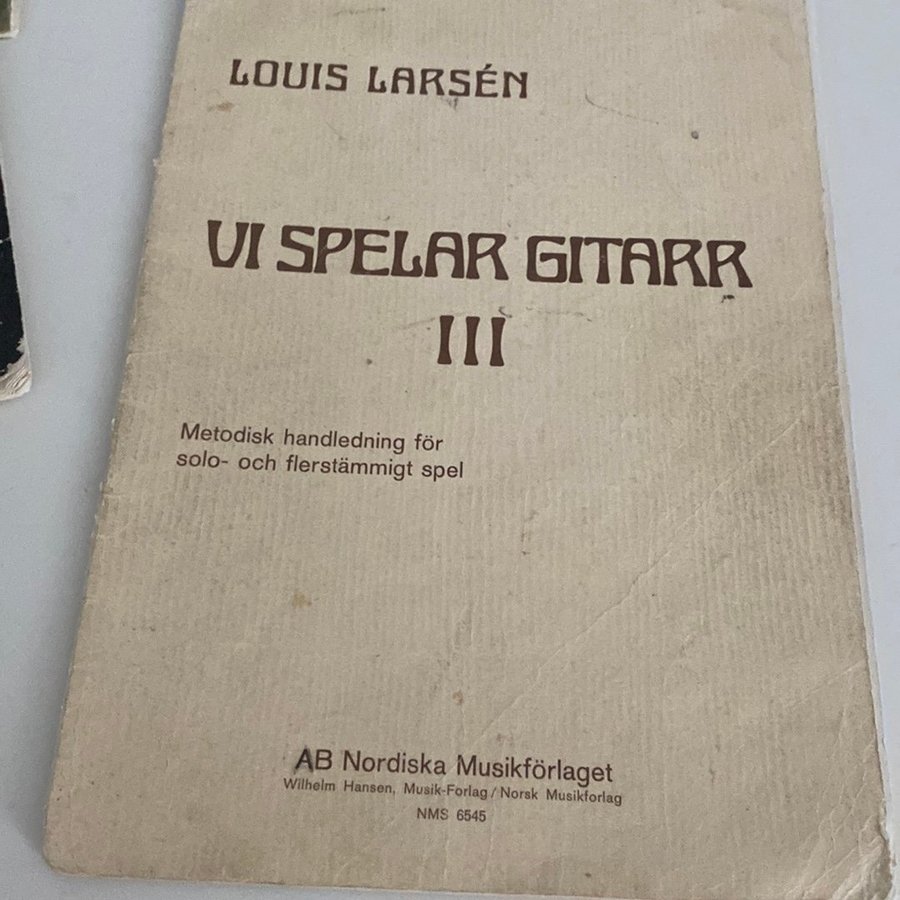 LOUIS LARSÉN
VI SPELAR GITARR
III
Metodisk handledning för
solo- och flerstämmigt spel
AB Nordiska Musikförlaget
Wilhelm Hansen, Musik-Forlag / Norsk Musikforlag
NMS 6545